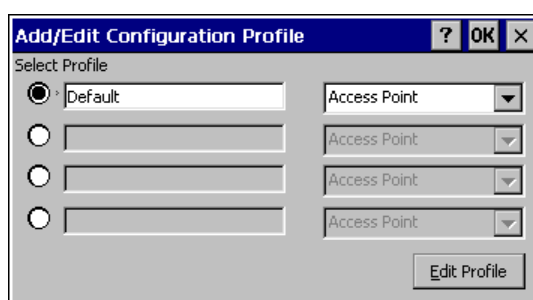 Add/Edit Configuration Profile ? OK ×
Select Profile
Default Access Point
Access Point
Access Point
Access Point
Edit Profile